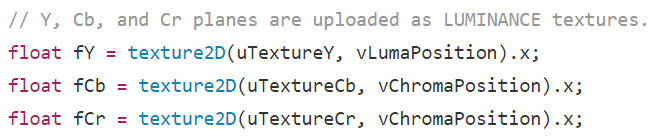 // Y, Cb, and Cr planes are uploaded as LUMINANCE textures.
float fY = texture2D(uTextureY, vLumaPosition).x;
float fCb = texture2D(uTextureCb, vChromaPosition).x;
float fCr = texture2D(uTextureCr, vChromaPosition).x;